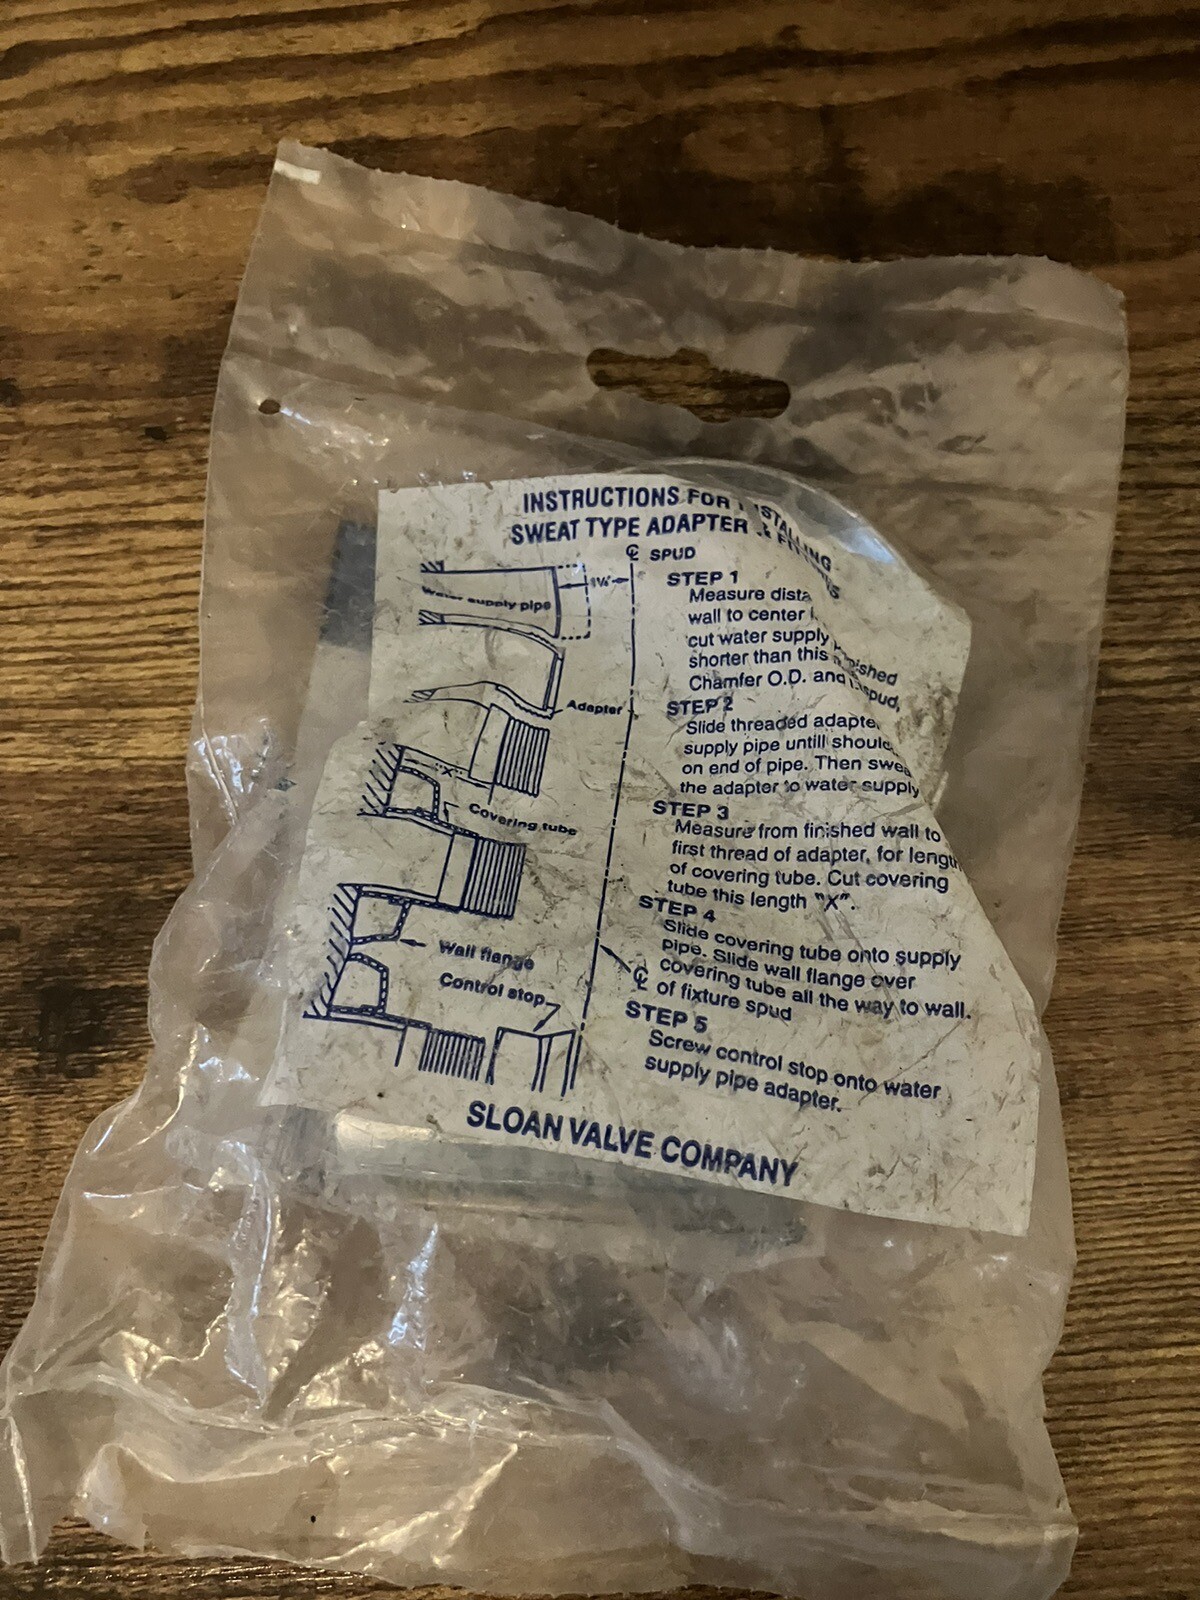 INSTRUCTIONS FOR INSTALLING
SWEAT TYPE ADAPTER & FITTINGS
℄ SPUD
Water supply pipe
Adapter
"X"
Covering tube
Wall flange
Control stop
℄
of fixture spud
STEP 1
Measure
wall to center
cut water supply
shorter than this
Chamfer O.D. and
spud,
STEP 2
Slide threaded
supply pipe untill
on end of pipe. Then
the adapter to water supply
STEP 3
Measure from finished wall to
first thread of adapter, for length
of covering tube. Cut covering
tube this length "X".
STEP 4
Slide covering tube onto supply
pipe. Slide wall flange over
covering tube all the way to wall.
STEP 5
Screw control stop onto water
supply pipe adapter.
SLOAN VALVE COMPANY